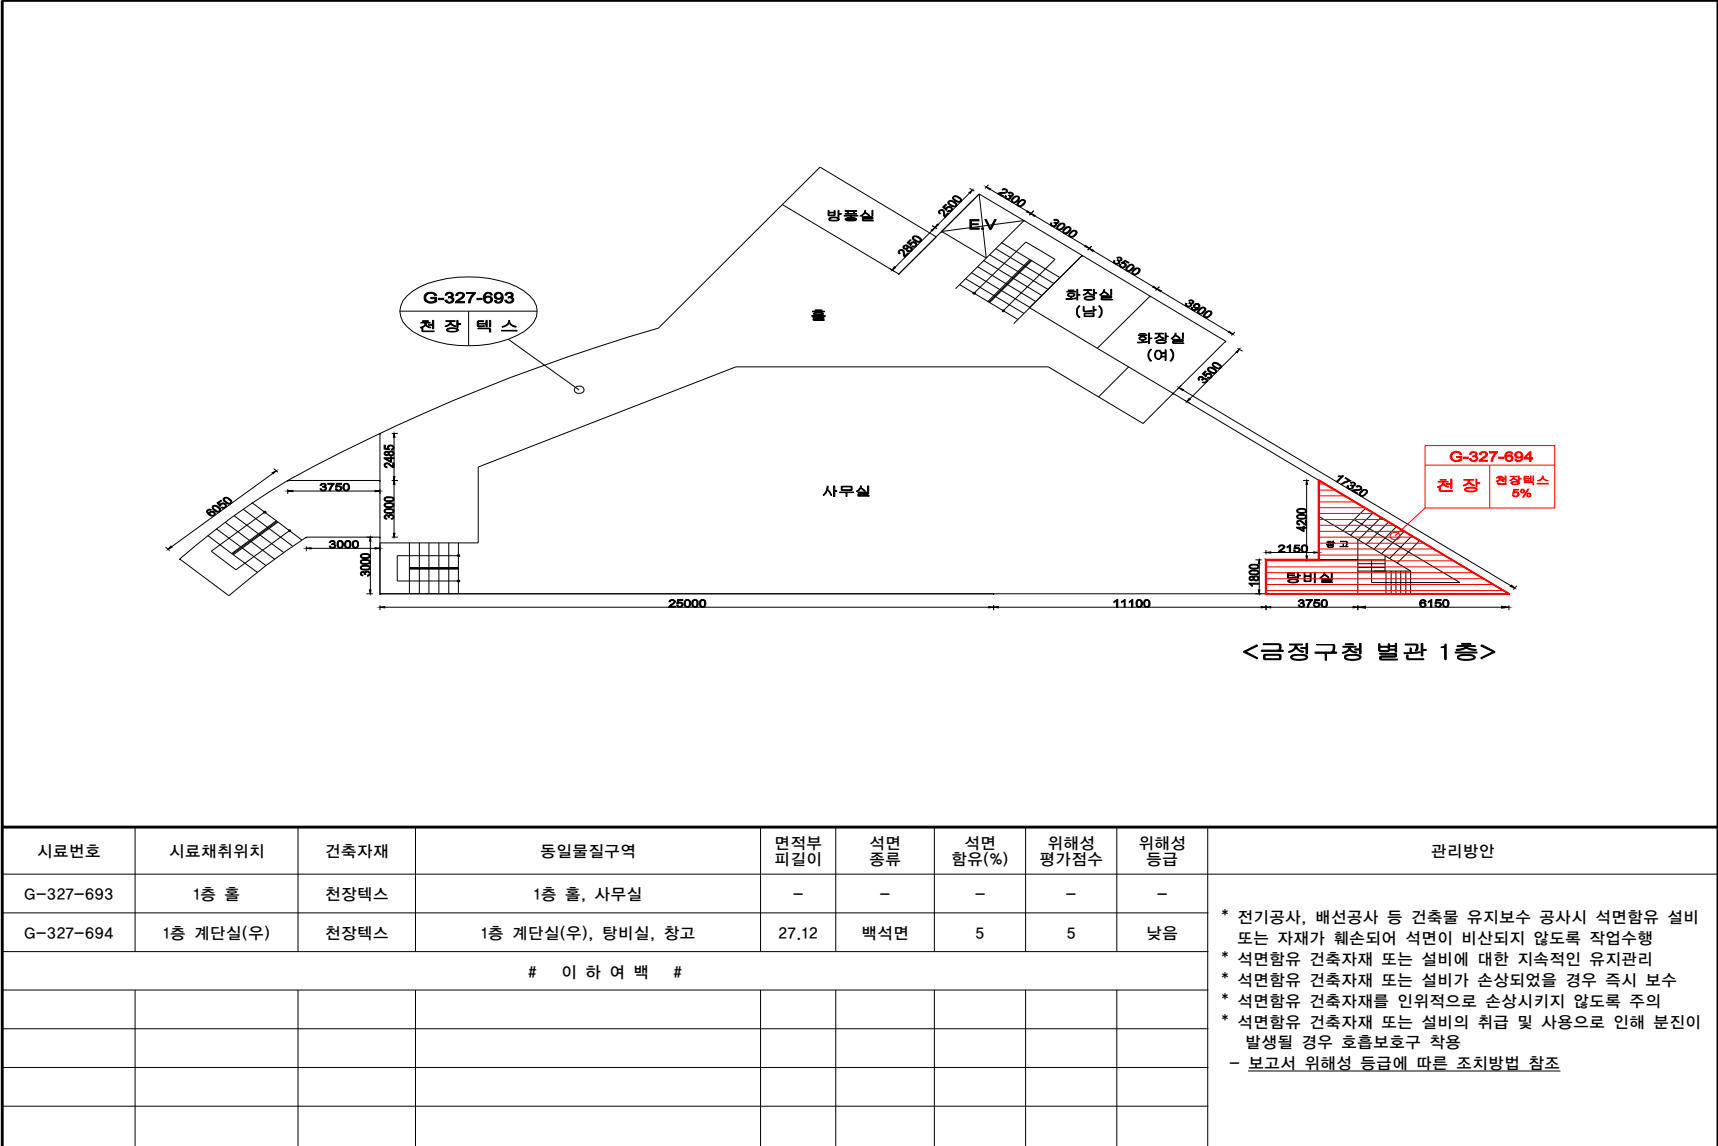 2300
2500
방풍실
E.V
3000
2850
3500
화장실
(남)
3900
G-327-693
천 장 텍 스
홀
화장실
(여)
3500
2485
3750
6050
3000
3000
3000
사무실
G-327-694
천 장 천장텍스
5%
17320
4200
2150
창 고
1800
탕비실
25000
11100
3750
6150
<금정구청 별관 1층>
시료번호 시료채취위치 건축자재 동일물질구역 면적부
피길이 석면
종류 석면
함유(%) 위해성
평가점수 위해성
등급 관리방안
G-327-693 1층 홀 천장텍스 1층 홀, 사무실 - - - - -
G-327-694 1층 계단실(우) 천장텍스 1층 계단실(우), 탕비실, 창고 27.12 백석면 5 5 낮음
# 이 하 여 백 #
* 전기공사, 배선공사 등 건축물 유지보수 공사시 석면함유 설비
또는 자재가 훼손되어 석면이 비산되지 않도록 작업수행
* 석면함유 건축자재 또는 설비에 대한 지속적인 유지관리
* 석면함유 건축자재 또는 설비가 손상되었을 경우 즉시 보수
* 석면함유 건축자재를 인위적으로 손상시키지 않도록 주의
* 석면함유 건축자재 또는 설비의 취급 및 사용으로 인해 분진이
발생될 경우 호흡보호구 착용
- 보고서 위해성 등급에 따른 조치방법 참조